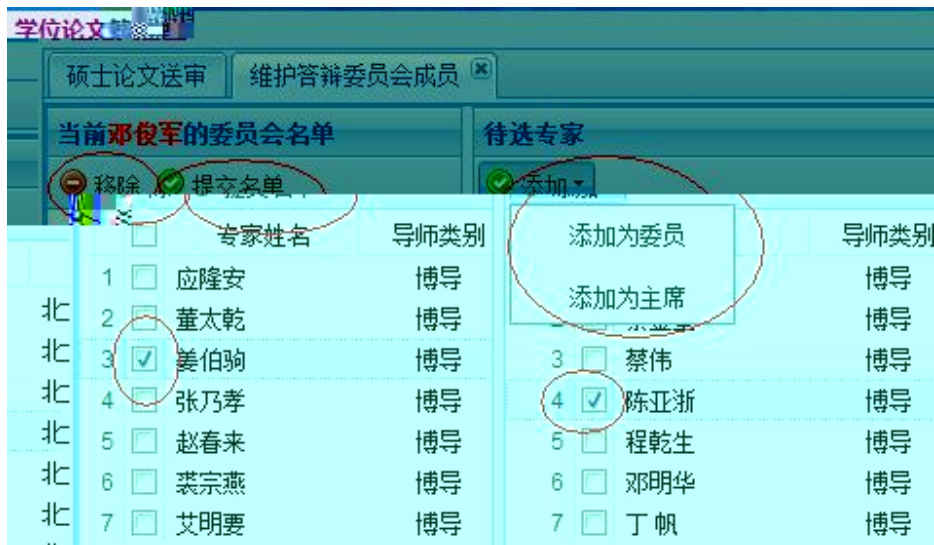 学位论文
硕士论文送审 维护答辩委员会成员
当前邓俊军的委员会名单 待选专家
移除 提交名单 添加
专家姓名 导师类别 添加为委员 导师类别
1 应隆安 博导 博导
添加为主席
北 2 董太乾 博导 博导
北 3 姜伯驹 博导 3 蔡伟 博导
北 4 张乃孝 博导 4 陈亚浙 博导
北 5 赵春来 博导 5 程乾生 博导
北 6 裘宗燕 博导 6 邓明华 博导
北 7 艾明要 博导 7 丁帆 博导